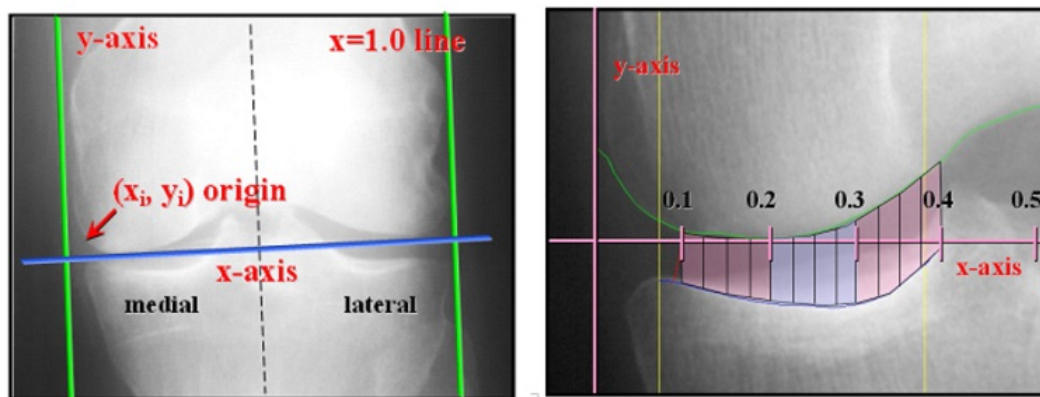 y-axis
x=1.0 line
(xᵢ, yᵢ) origin
x-axis
medial
lateral
y-axis
0.1 0.2 0.3 0.4 0.5
x-axis